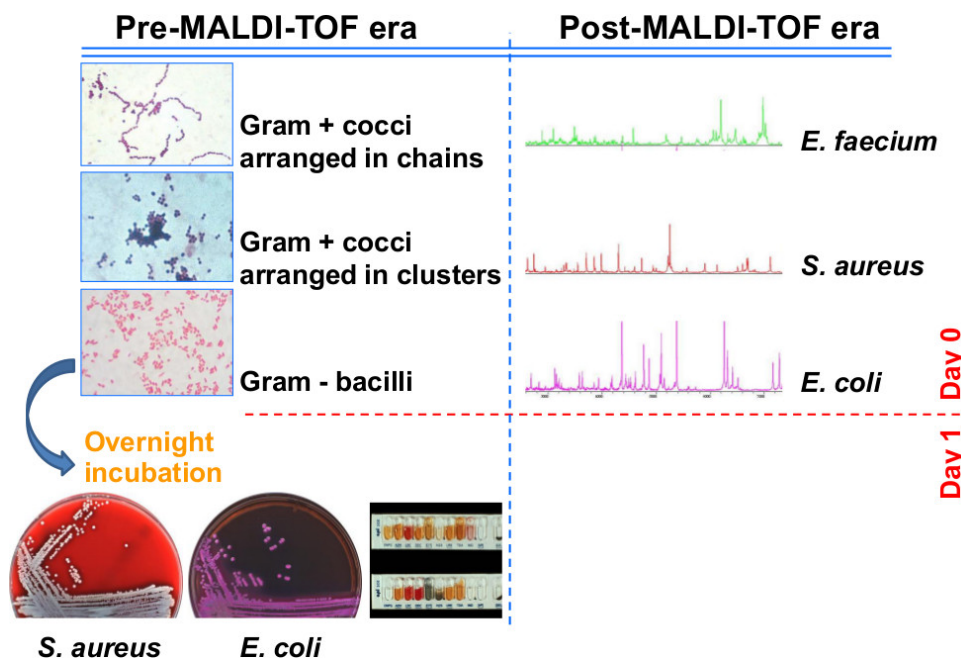 Pre-MALDI-TOF era
Post-MALDI-TOF era
Gram + cocci
arranged in chains
E. faecium
Gram + cocci
arranged in clusters
S. aureus
Gram - bacilli
E. coli
Day 0
Day 1
Overnight
incubation
S. aureus
E. coli